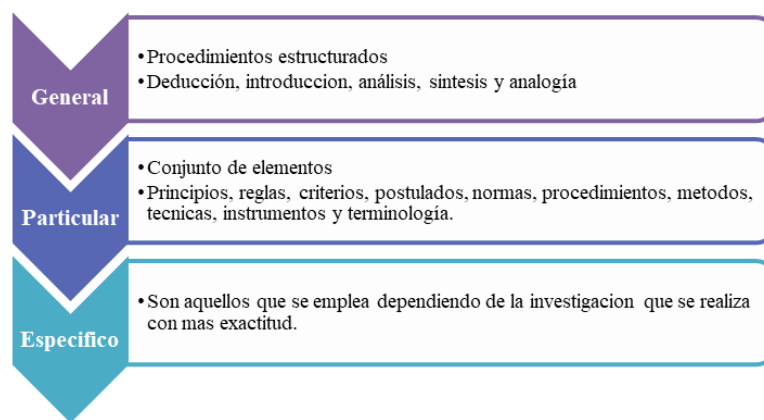 General
•Procedimientos estructurados
•Deducción, introduccion, análisis, sintesis y analogía
Particular
•Conjunto de elementos
•Principios, reglas, criterios, postulados, normas, procedimientos, metodos,
tecnicas, instrumentos y terminología.
Especifico
•Son aquellos que se emplea dependiendo de la investigacion que se realiza
con mas exactitud.